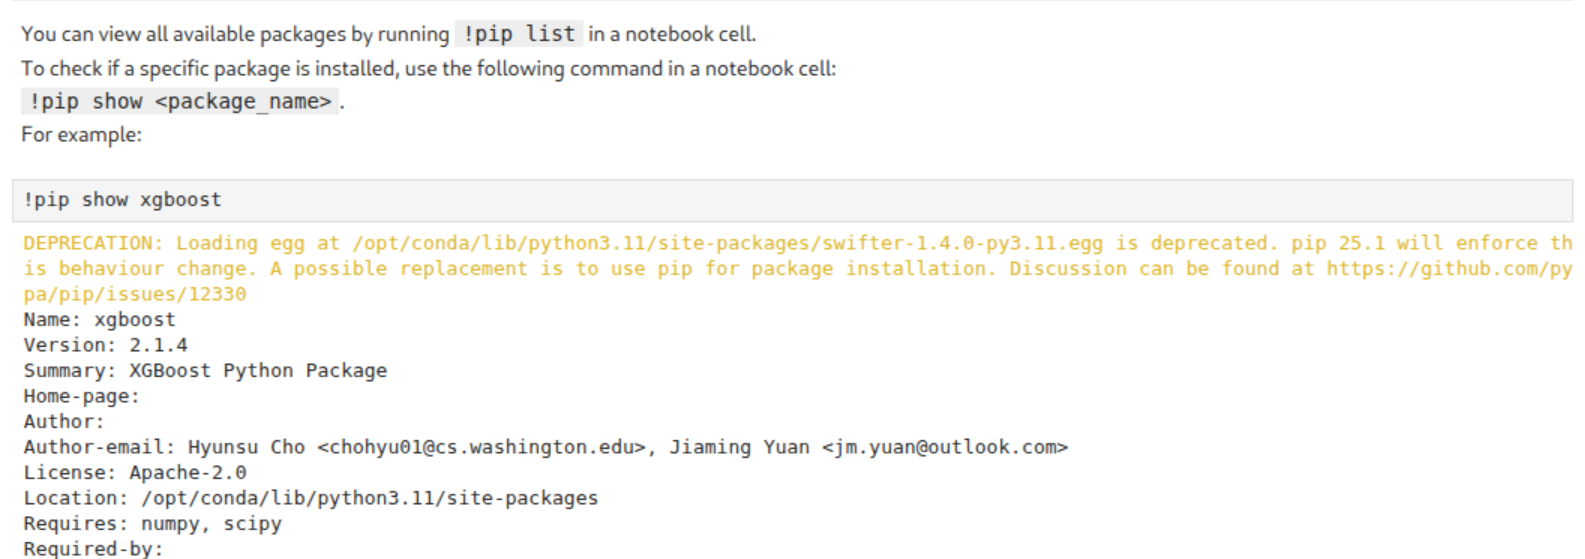 You can view all available packages by running !pip list in a notebook cell.
To check if a specific package is installed, use the following command in a notebook cell:
!pip show <package_name> .
For example:
!pip show xgboost
DEPRECATION: Loading egg at /opt/conda/lib/python3.11/site-packages/swifter-1.4.0-py3.11.egg is deprecated. pip 25.1 will enforce th
is behaviour change. A possible replacement is to use pip for package installation. Discussion can be found at https://github.com/py
pa/pip/issues/12330
Name: xgboost
Version: 2.1.4
Summary: XGBoost Python Package
Home-page:
Author:
Author-email: Hyunsu Cho <chohyu01@cs.washington.edu>, Jiaming Yuan <jm.yuan@outlook.com>
License: Apache-2.0
Location: /opt/conda/lib/python3.11/site-packages
Requires: numpy, scipy
Required-by: